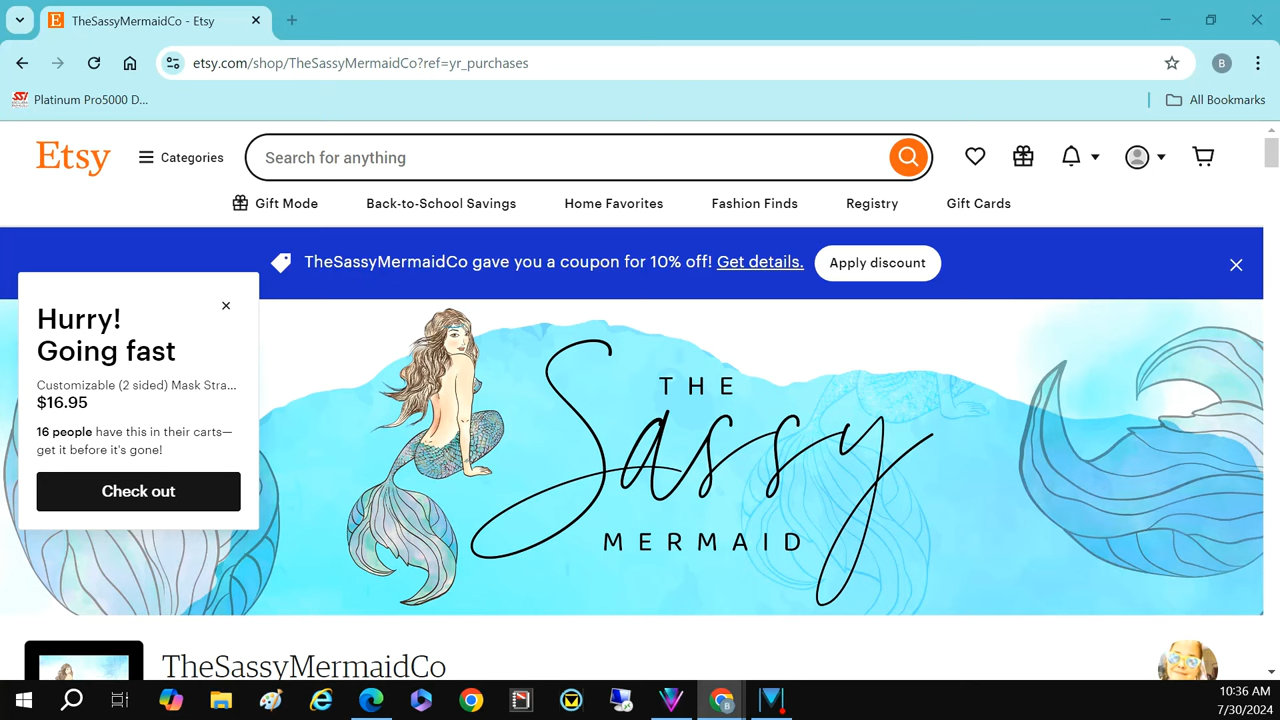 TheSassyMermaidCo - Etsy
etsy.com/shop/TheSassyMermaidCo?ref=yr_purchases
B
Platinum Pro5000 D...
All Bookmarks
Etsy
Categories
Search for anything
Gift Mode
Back-to-School Savings
Home Favorites
Fashion Finds
Registry
Gift Cards
TheSassyMermaidCo gave you a coupon for 10% off! Get details.
Apply discount
Hurry!
Going fast
Customizable (2 sided) Mask Stra...
$16.95
16 people have this in their carts—
get it before it's gone!
Check out
THE
Sassy
MERMAID
TheSassyMermaidCo
10:36 AM
7/30/2024